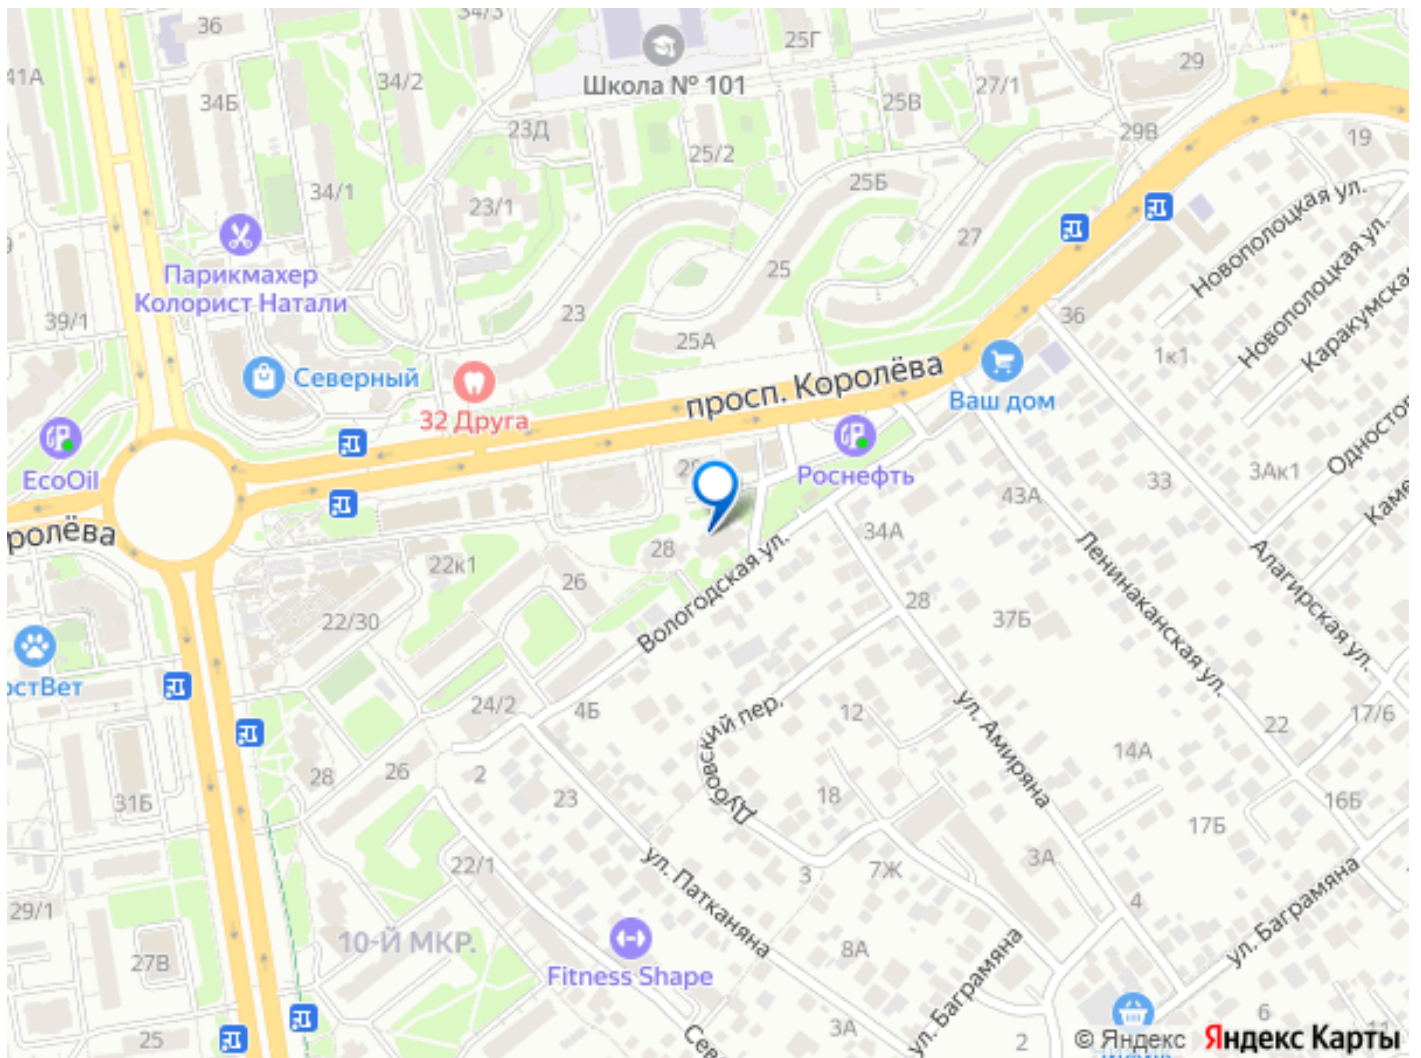 36
34/3
25Г
29
41А
34/2
Школа № 101
27/1
34Б
25В
23Д
29В
19
25/2
34/1
25Б
23/1
Новополоцкая ул.
27
Новополоцкая ул.
Парикмахер
Колорист Натали
25
Каракумская
39/1
23
36
25А
1к1
Северный
просп. Королёва
32 Друга
Ваш дом
Одностор
EcoOil
Роснефть
33
3Ак1
43А
Каме
ролёва
34А
28
22к1
26
Вологодская ул.
Ленинаканская ул.
Алагирская ул.
28
37Б
22/30
остВет
24/2
4Б
Дубовский пер.
12
ул. Амиряна
22
17/6
14А
2
28
26
31Б
23
18
16Б
17Б
22/1
ул. Патканяна
3
7Ж
3А
4
ул. Баграмяна
29/1
10-Й МКР.
8А
27В
Fitness Shape
ул. Баграмяна
6
25
Сев
3А
2
© Яндекс Яндекс Карты